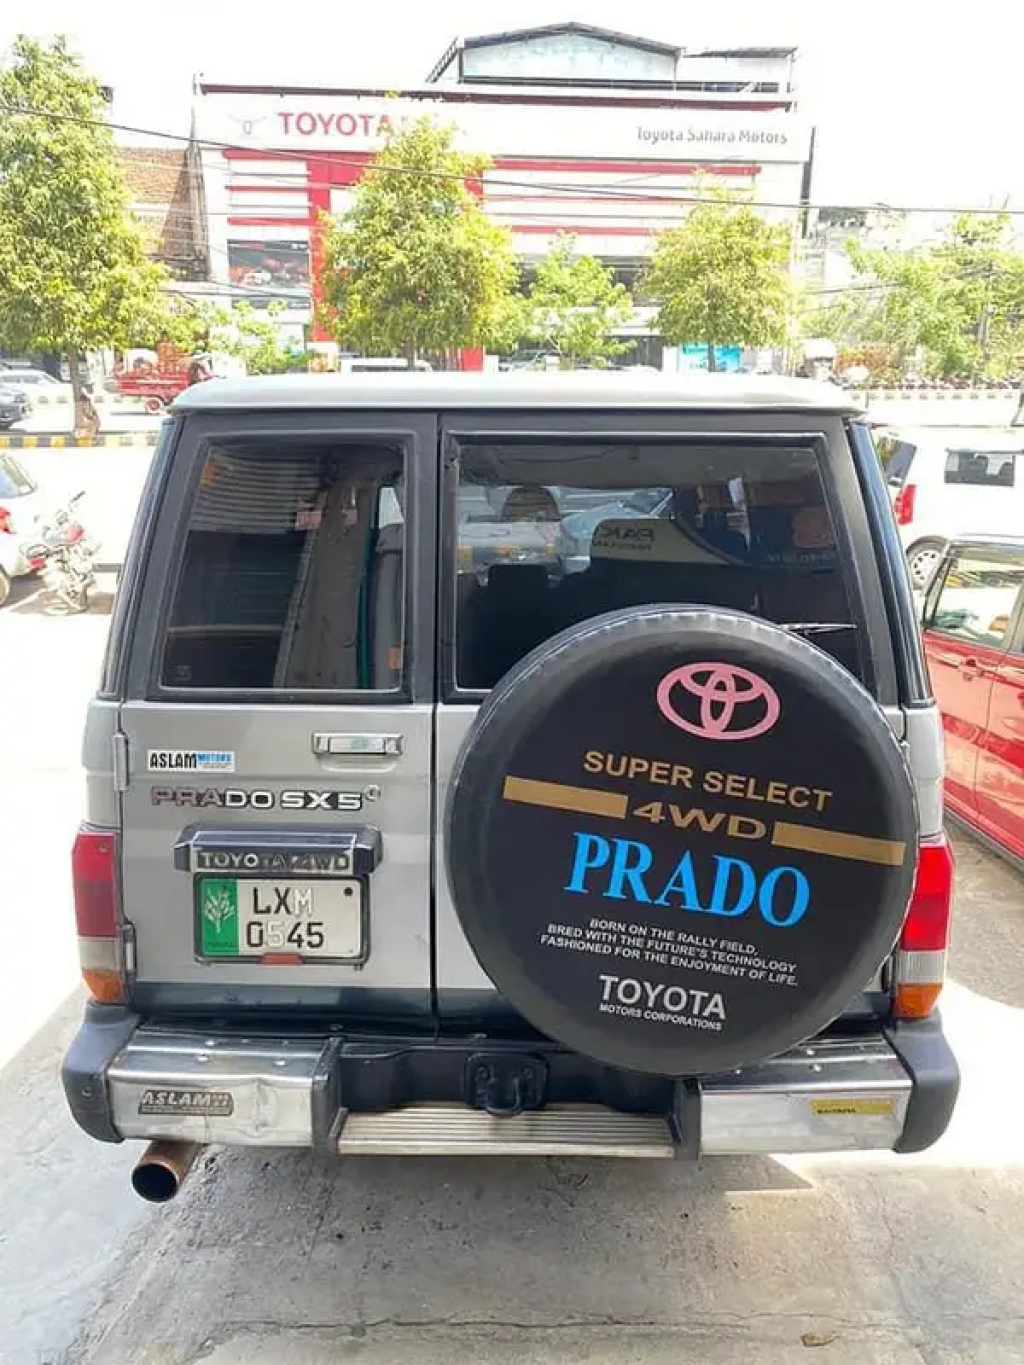 TOYOTA
Toyota Sahara Motors
PAK
ASLAM MOTORS
PRADO SX5
TOYOTA 4WD
LXM
0545
SUPER SELECT
4WD
PRADO
BORN ON THE RALLY FIELD.
BRED WITH THE FUTURE'S TECHNOLOGY
FASHIONED FOR THE ENJOYMENT OF LIFE.
TOYOTA
MOTORS CORPORATIONS
ASLAM